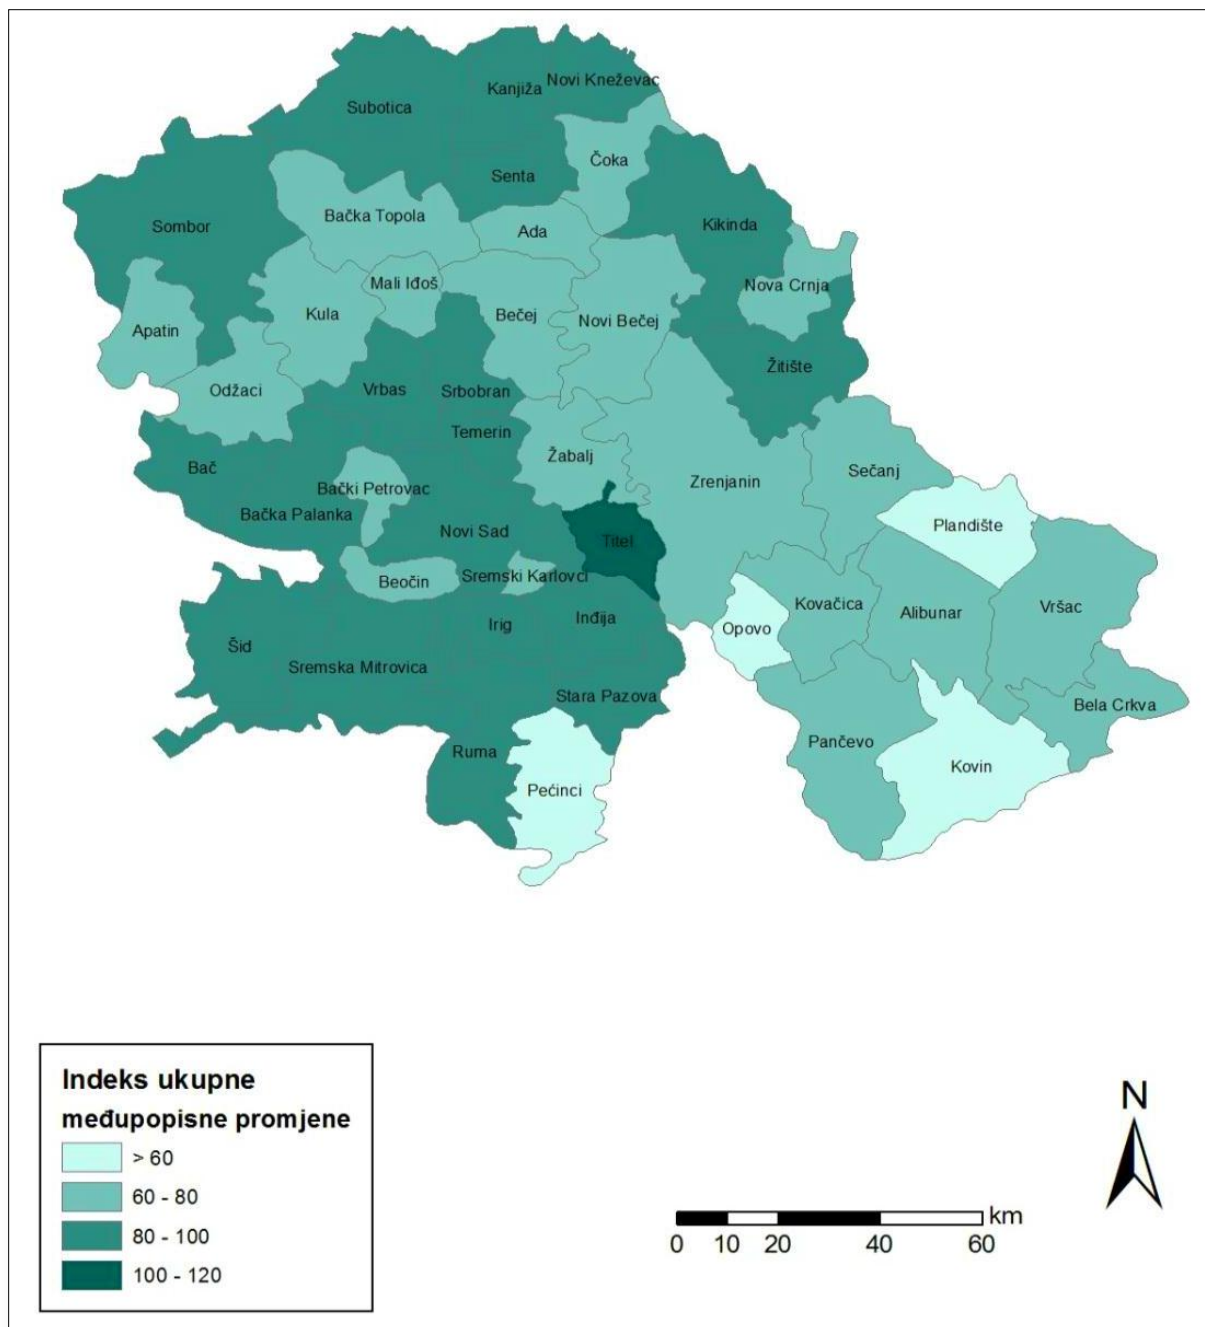 Novi Kneževac
Kanjiža
Subotica
Čoka
Senta
Bačka Topola
Sombor
Ada
Kikinda
Mali Iđoš
Nova Crnja
Kula
Bečej
Novi Bečej
Apatin
Žitište
Odžaci
Vrbas
Srbobran
Temerin
Žabalj
Bač
Sečanj
Zrenjanin
Bački Petrovac
Bačka Palanka
Plandište
Novi Sad
Titel
Beočin
Sremski Karlovci
Kovačica
Vršac
Alibunar
Inđija
Irig
Opovo
Šid
Sremska Mitrovica
Stara Pazova
Bela Crkva
Pančevo
Ruma
Kovin
Pećinci
Indeks ukupne
međupopisne promjene
> 60
60 - 80
80 - 100
100 - 120
N
km
0 10 20 40 60